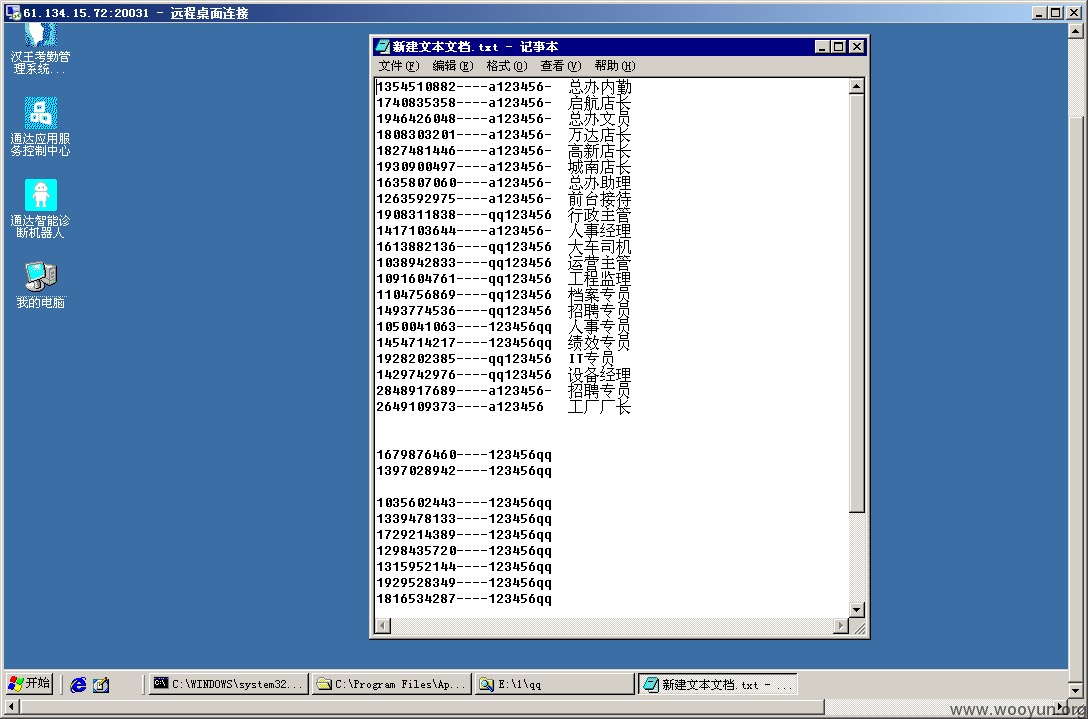 61.134.15.72:20031 - 远程桌面连接
汉王考勤管
理系统...
通达应用服
务控制中心
通达智能诊
断机器人
我的电脑
新建文本文档.txt - 记事本
文件(F) 编辑(E) 格式(O) 查看(V) 帮助(H)
1354510882----a123456- 总办内勤
1740835358----a123456- 启航店长
1946426048----a123456- 总办文员
1808303201----a123456- 万达店长
1827481446----a123456- 高新店长
1930900497----a123456- 城南店长
1635807060----a123456- 总办助理
1263592975----a123456- 前台接待
1908311838----qq123456 行政主管
1417103644----a123456- 人事经理
1613882136----qq123456 大车司机
1038942833----qq123456 运营主管
1091604761----qq123456 工程监理
1104756869----qq123456 档案专员
1493774536----qq123456 招聘专员
1050041063----123456qq 人事专员
1454714217----123456qq 绩效专员
1928202385----qq123456 IT专员
1429742976----qq123456 设备经理
2848917689----a123456- 招聘专员
2649109373----a123456 工厂厂长
1679876460----123456qq
1397028942----123456qq
1035602443----123456qq
1339478133----123456qq
1729214389----123456qq
1298435720----123456qq
1315952144----123456qq
1929528349----123456qq
1816534287----123456qq
开始
C:\WINDOWS\system32...
C:\Program Files\Ap...
E:\1\qq
新建文本文档.txt - ...
www.wooyun.org